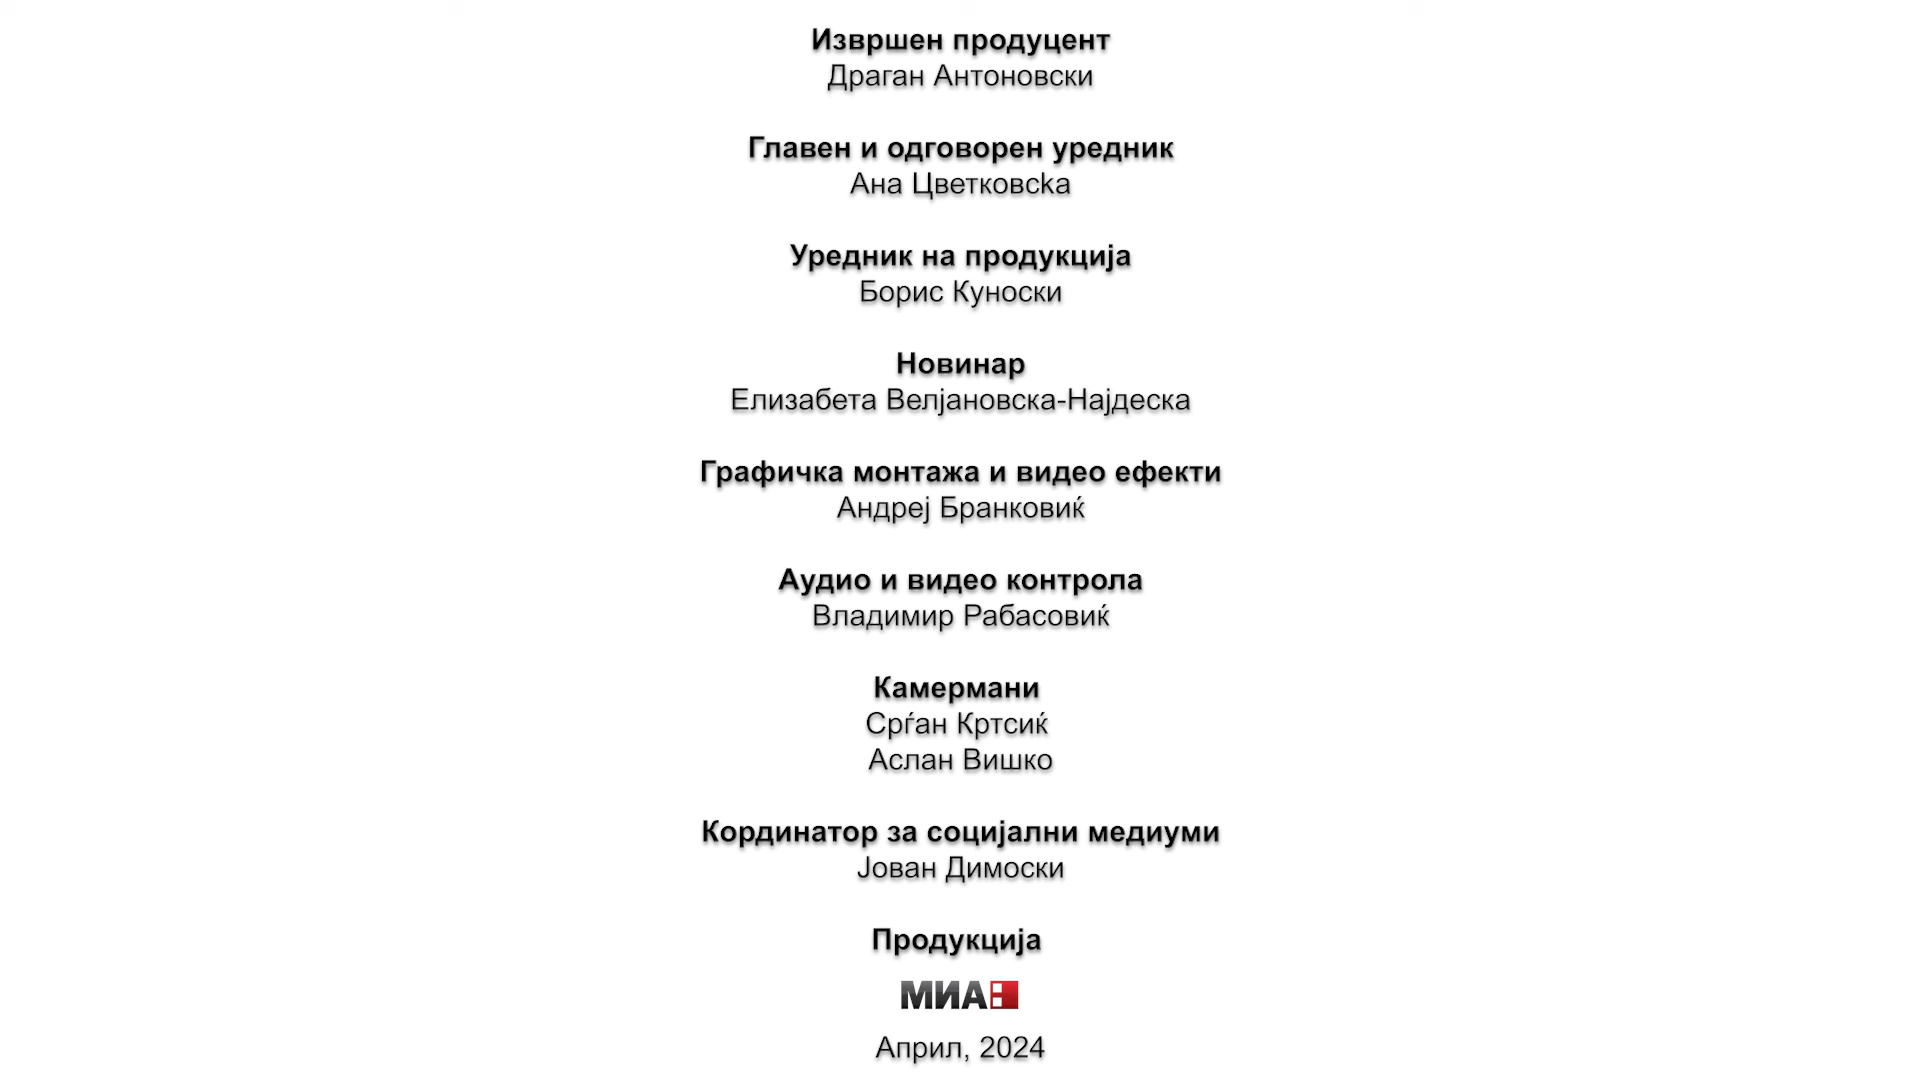 Извршен продуцент
Драган Антоновски
Главен и одговорен уредник
Ана Цветковска
Уредник на продукција
Борис Куноски
Новинар
Елизабета Велјановска-Најдеска
Графичка монтажа и видео ефекти
Андреј Бранковиќ
Аудио и видео контрола
Владимир Рабасовиќ
Камермани
Срѓан Кртсиќ
Аслан Вишко
Кординатор за социјални медиуми
Јован Димоски
Продукција
МИА
Април, 2024